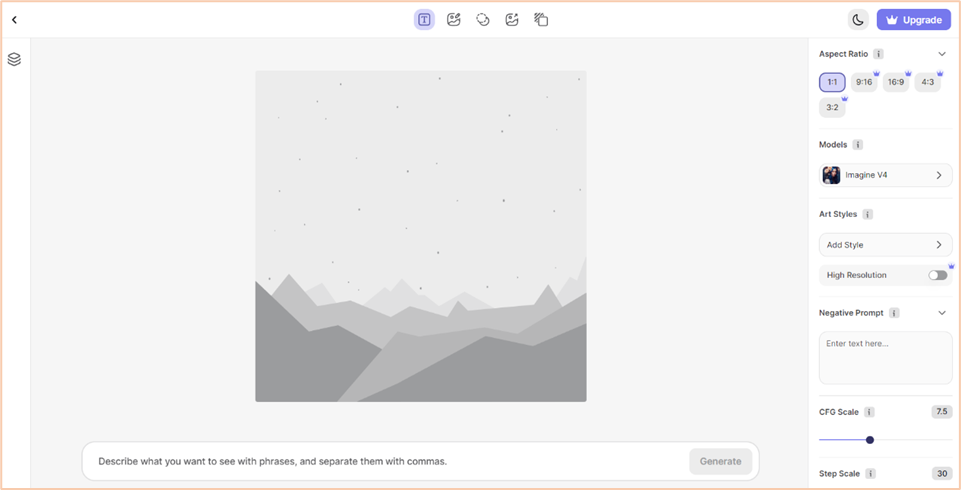 T
Upgrade
Aspect Ratio i
1:1 9:16 16:9 4:3
3:2
Models i
Imagine V4
Art Styles i
Add Style
High Resolution
Negative Prompt i
Enter text here...
CFG Scale i 7.5
Describe what you want to see with phrases, and separate them with commas. Generate
Step Scale i 30